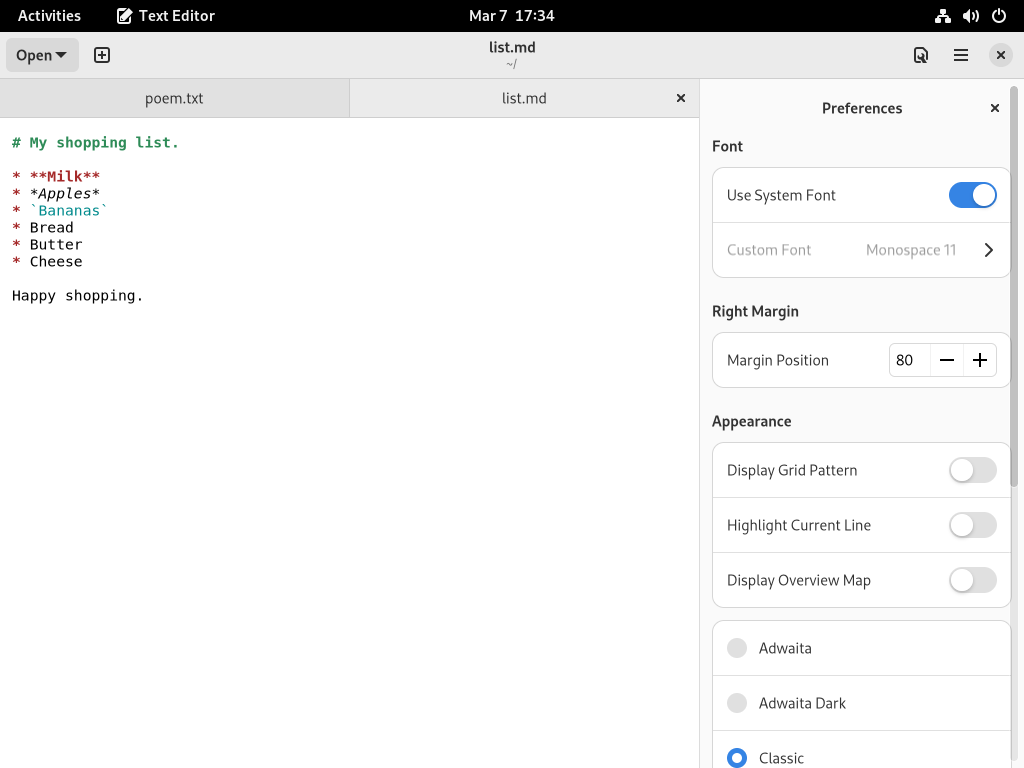 Activities
Text Editor
Mar 7 17:34
Open
list.md
~/
poem.txt
list.md
# My shopping list.
* **Milk**
* *Apples*
* `Bananas`
* Bread
* Butter
* Cheese
Happy shopping.
Preferences
Font
Use System Font
Custom Font Monospace 11
Right Margin
Margin Position 80
Appearance
Display Grid Pattern
Highlight Current Line
Display Overview Map
Adwaita
Adwaita Dark
Classic